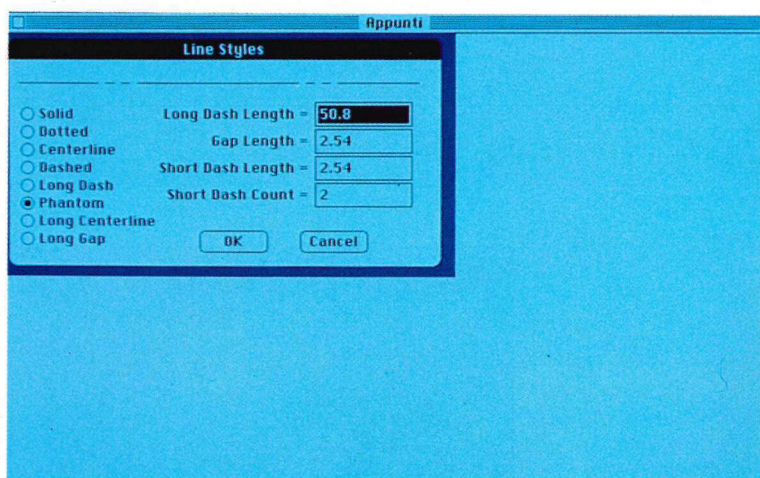 Appunti
Line Styles
Solid
Dotted
Centerline
Dashed
Long Dash
Phantom
Long Centerline
Long Gap
Long Dash Length = 50.8
Gap Length = 2.54
Short Dash Length = 2.54
Short Dash Count = 2
OK
Cancel